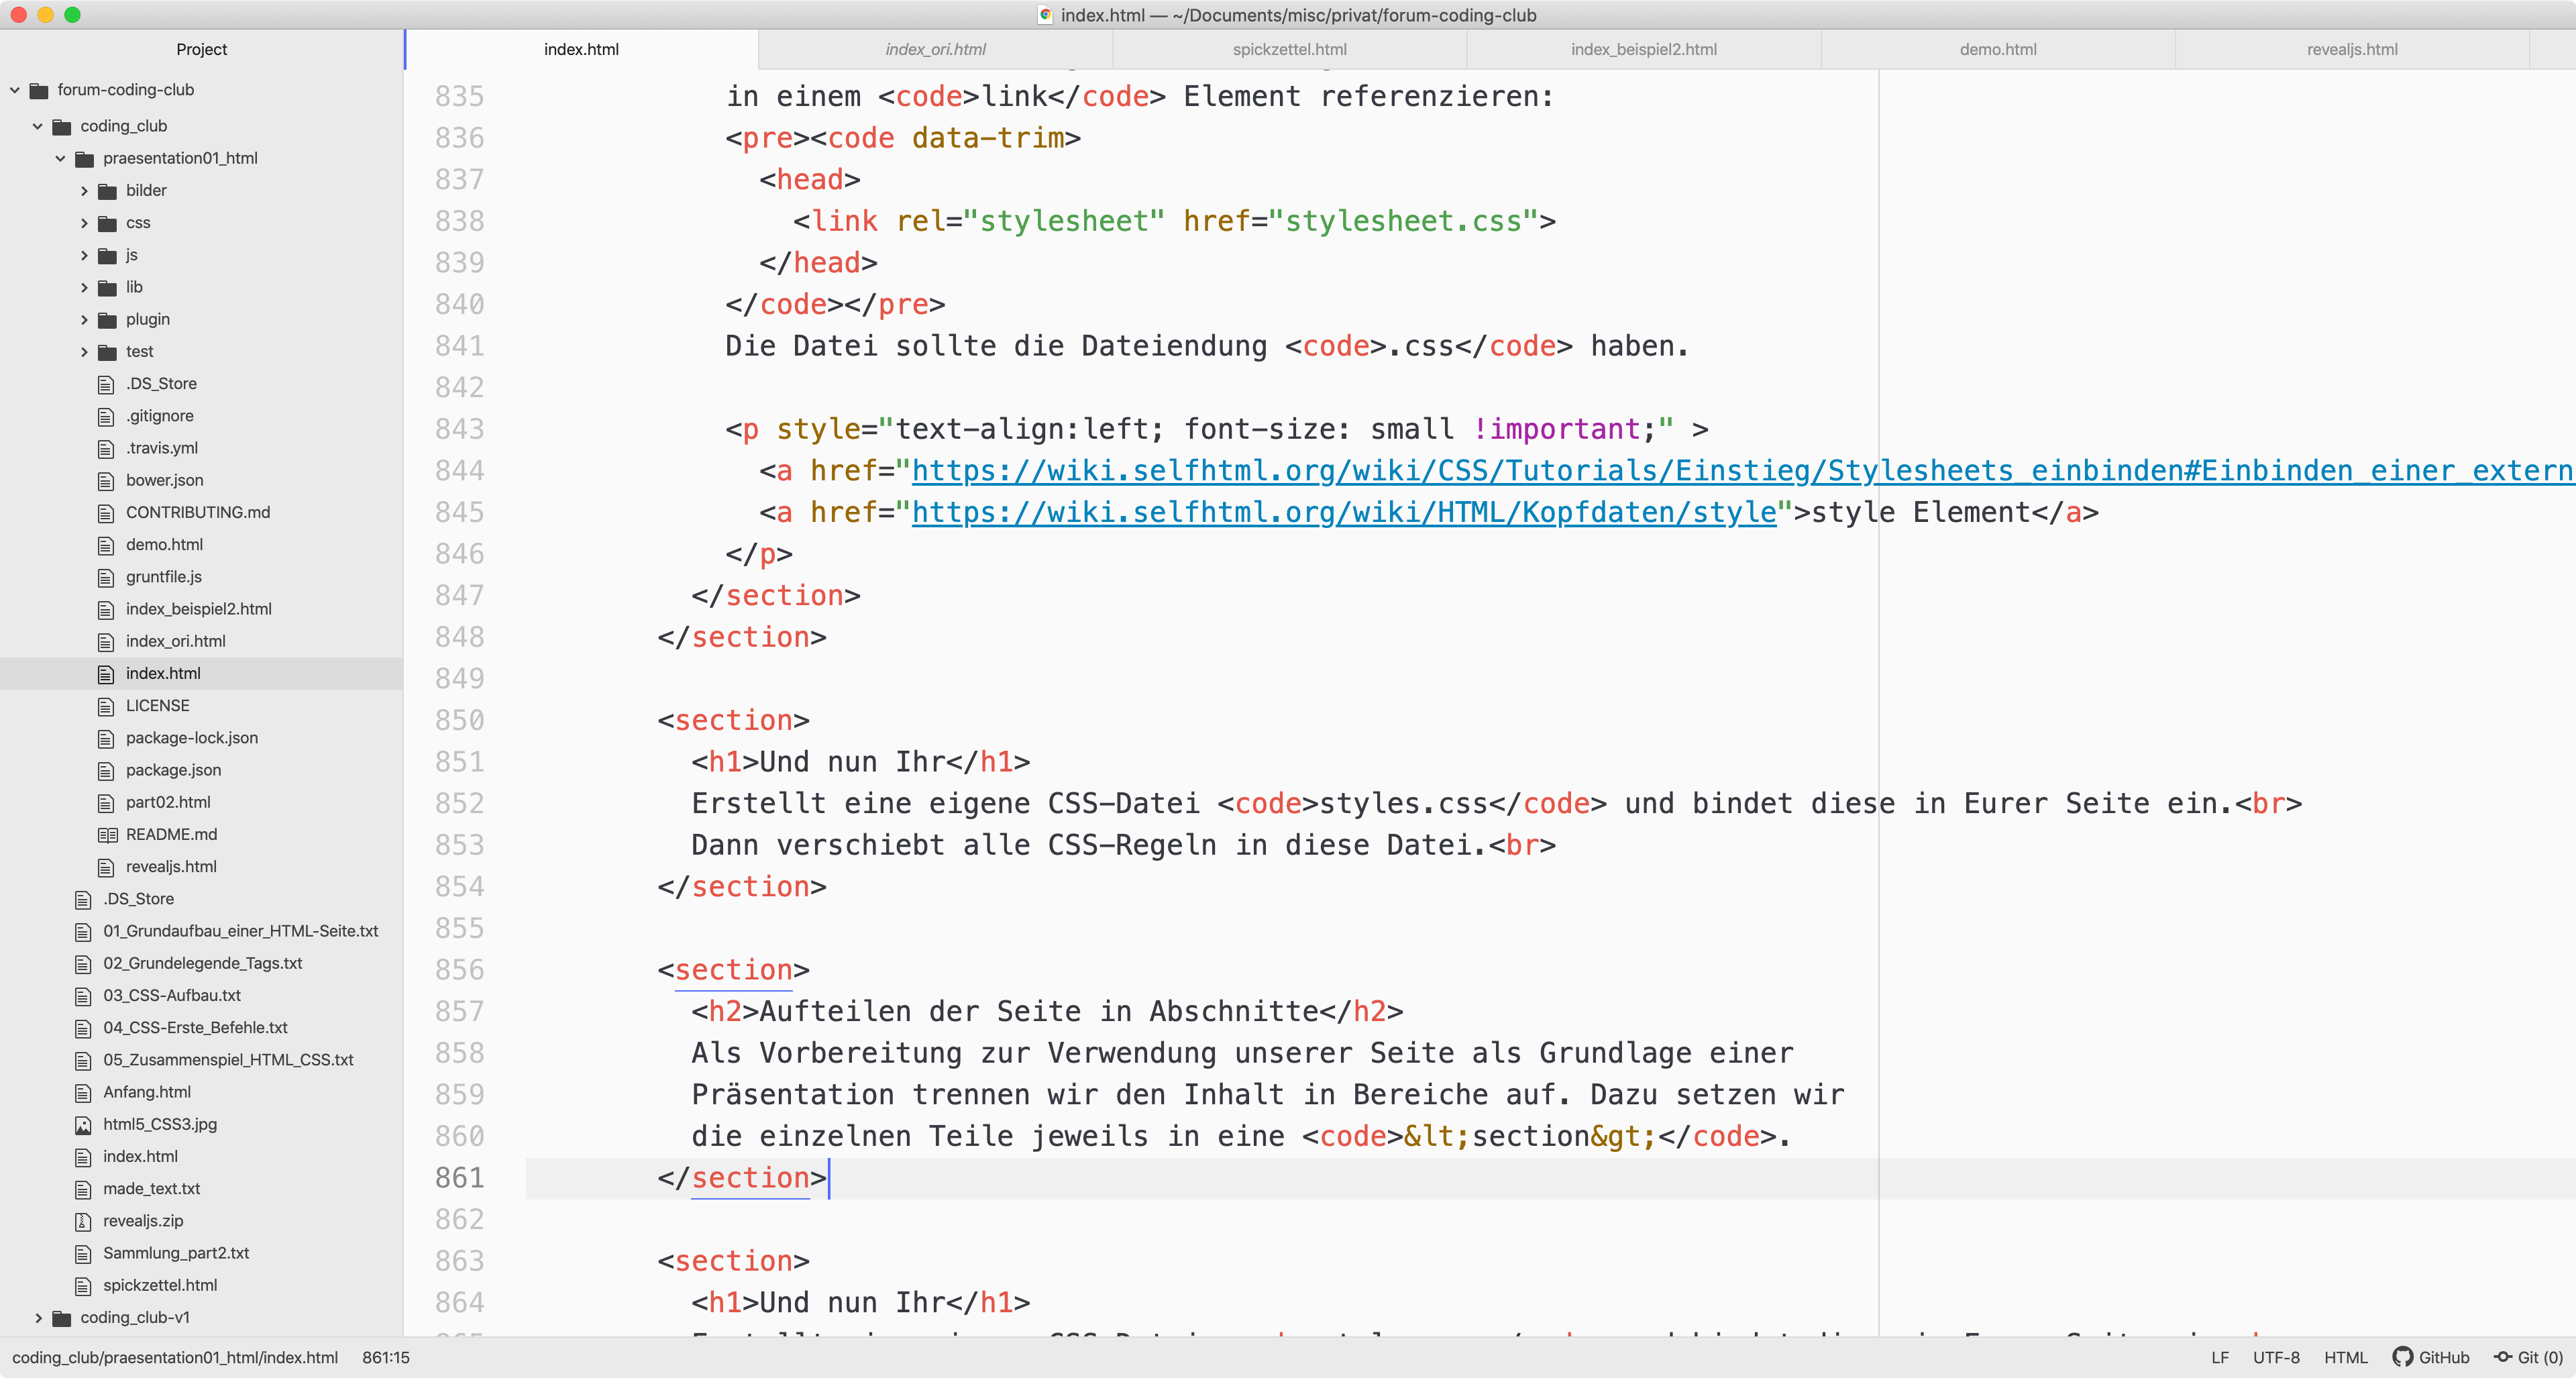 index.html — ~/Documents/misc/privat/forum-coding-club
Project
index.html
index_ori.html
spickzettel.html
index_beispiel2.html
demo.html
revealjs.html
forum-coding-club
coding_club
praesentation01_html
bilder
css
js
lib
plugin
test
.DS_Store
.gitignore
.travis.yml
bower.json
CONTRIBUTING.md
demo.html
gruntfile.js
index_beispiel2.html
index_ori.html
index.html
LICENSE
package-lock.json
package.json
part02.html
README.md
revealjs.html
.DS_Store
01_Grundaufbau_einer_HTML-Seite.txt
02_Grundelegende_Tags.txt
03_CSS-Aufbau.txt
04_CSS-Erste_Befehle.txt
05_Zusammenspiel_HTML_CSS.txt
Anfang.html
html5_CSS3.jpg
index.html
made_text.txt
revealjs.zip
Sammlung_part2.txt
spickzettel.html
coding_club-v1
835 in einem <code>link</code> Element referenzieren:
836 <pre><code data-trim>
837 <head>
838 <link rel="stylesheet" href="stylesheet.css">
839 </head>
840 </code></pre>
841 Die Datei sollte die Dateiendung <code>.css</code> haben.
842
843 <p style="text-align:left; font-size: small !important;" >
844 <a href="https://wiki.selfhtml.org/wiki/CSS/Tutorials/Einstieg/Stylesheets_einbinden#Einbinden_einer_extern
845 <a href="https://wiki.selfhtml.org/wiki/HTML/Kopfdaten/style">style Element</a>
846 </p>
847 </section>
848 </section>
849
850 <section>
851 <h1>Und nun Ihr</h1>
852 Erstellt eine eigene CSS-Datei <code>styles.css</code> und bindet diese in Eurer Seite ein.<br>
853 Dann verschiebt alle CSS-Regeln in diese Datei.<br>
854 </section>
855
856 <section>
857 <h2>Aufteilen der Seite in Abschnitte</h2>
858 Als Vorbereitung zur Verwendung unserer Seite als Grundlage einer
859 Präsentation trennen wir den Inhalt in Bereiche auf. Dazu setzen wir
860 die einzelnen Teile jeweils in eine <code>&lt;section&gt;</code>.
861 </section>
862
863 <section>
864 <h1>Und nun Ihr</h1>
coding_club/praesentation01_html/index.html 861:15
LF UTF-8 HTML GitHub Git (0)